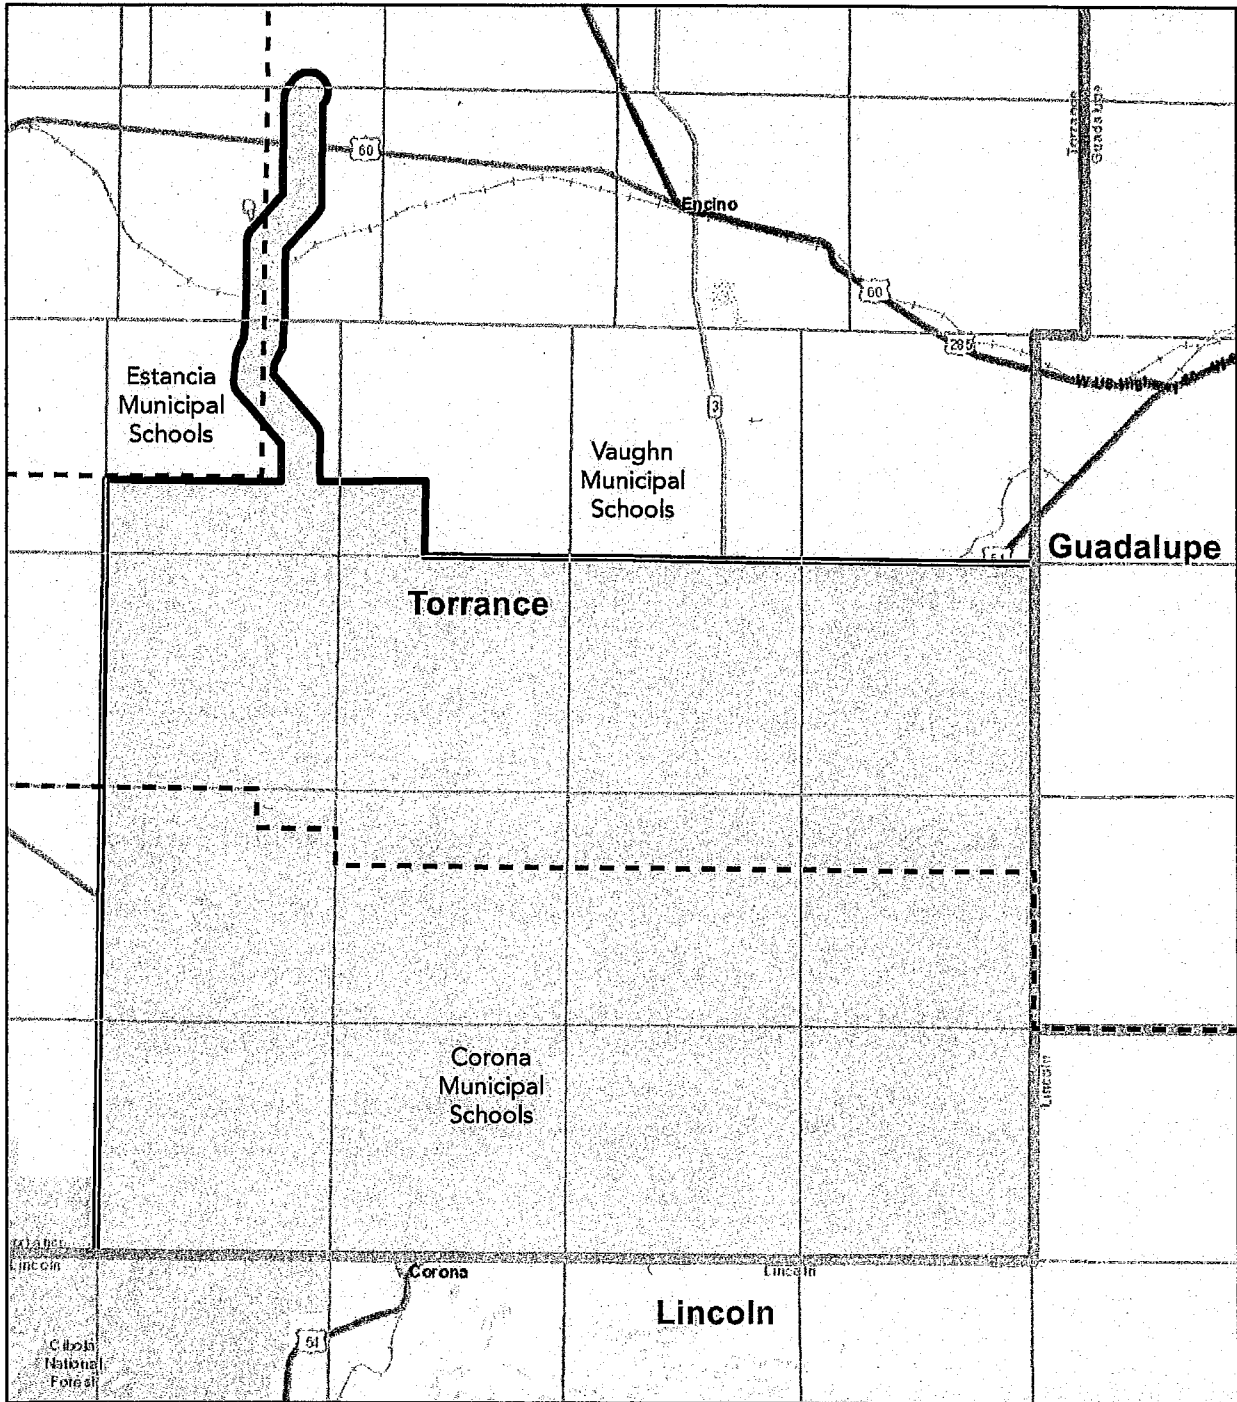 Torrance
Guadalupe
60
Encino
60
285
Estancia
Municipal
Schools
3
Vaughn
Municipal
Schools
Guadalupe
Torrance
Corona
Municipal
Schools
Lincoln
Lincoln
Corona
Lincoln
Lincoln
Cibola
National
Forest